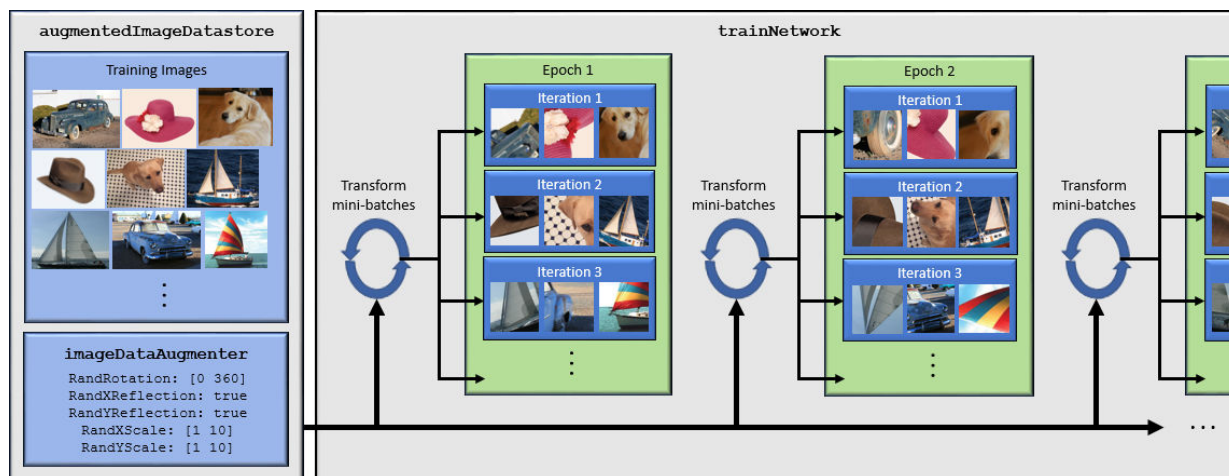 augmentedImageDatastore
Training Images
imageDataAugmenter
RandRotation: [0 360]
RandXReflection: true
RandYReflection: true
RandXScale: [1 10]
RandYScale: [1 10]
trainNetwork
Transform
mini-batches
Epoch 1
Iteration 1
Iteration 2
Iteration 3
Transform
mini-batches
Epoch 2
Iteration 1
Iteration 2
Iteration 3
Transform
mini-batches